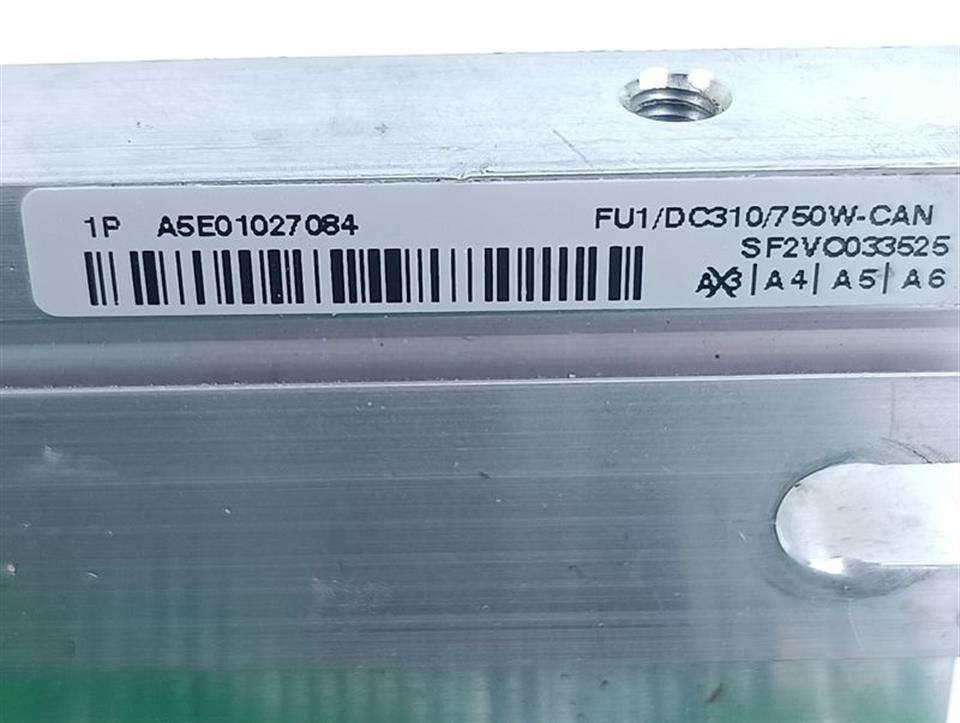 1P A5E01027084
FU1/DC310/750W-CAN
SF2VC033525
A3|A4|A5|A6